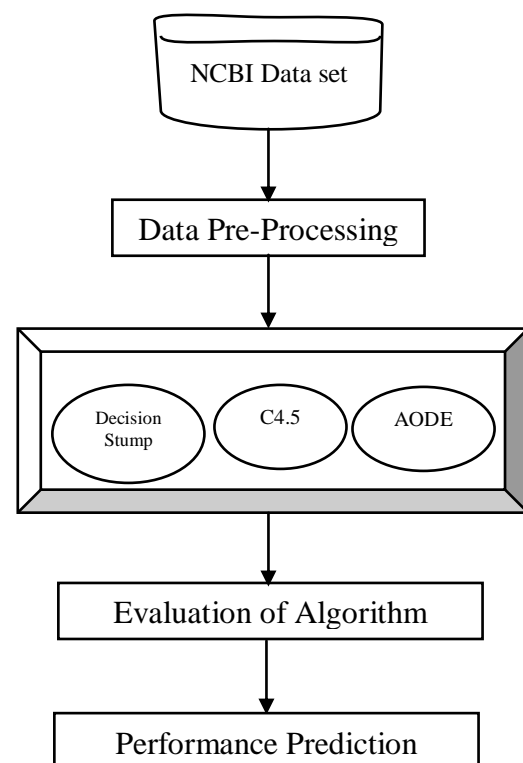 NCBI Data set
Data Pre-Processing
Decision
Stump
C4.5
AODE
Evaluation of Algorithm
Performance Prediction